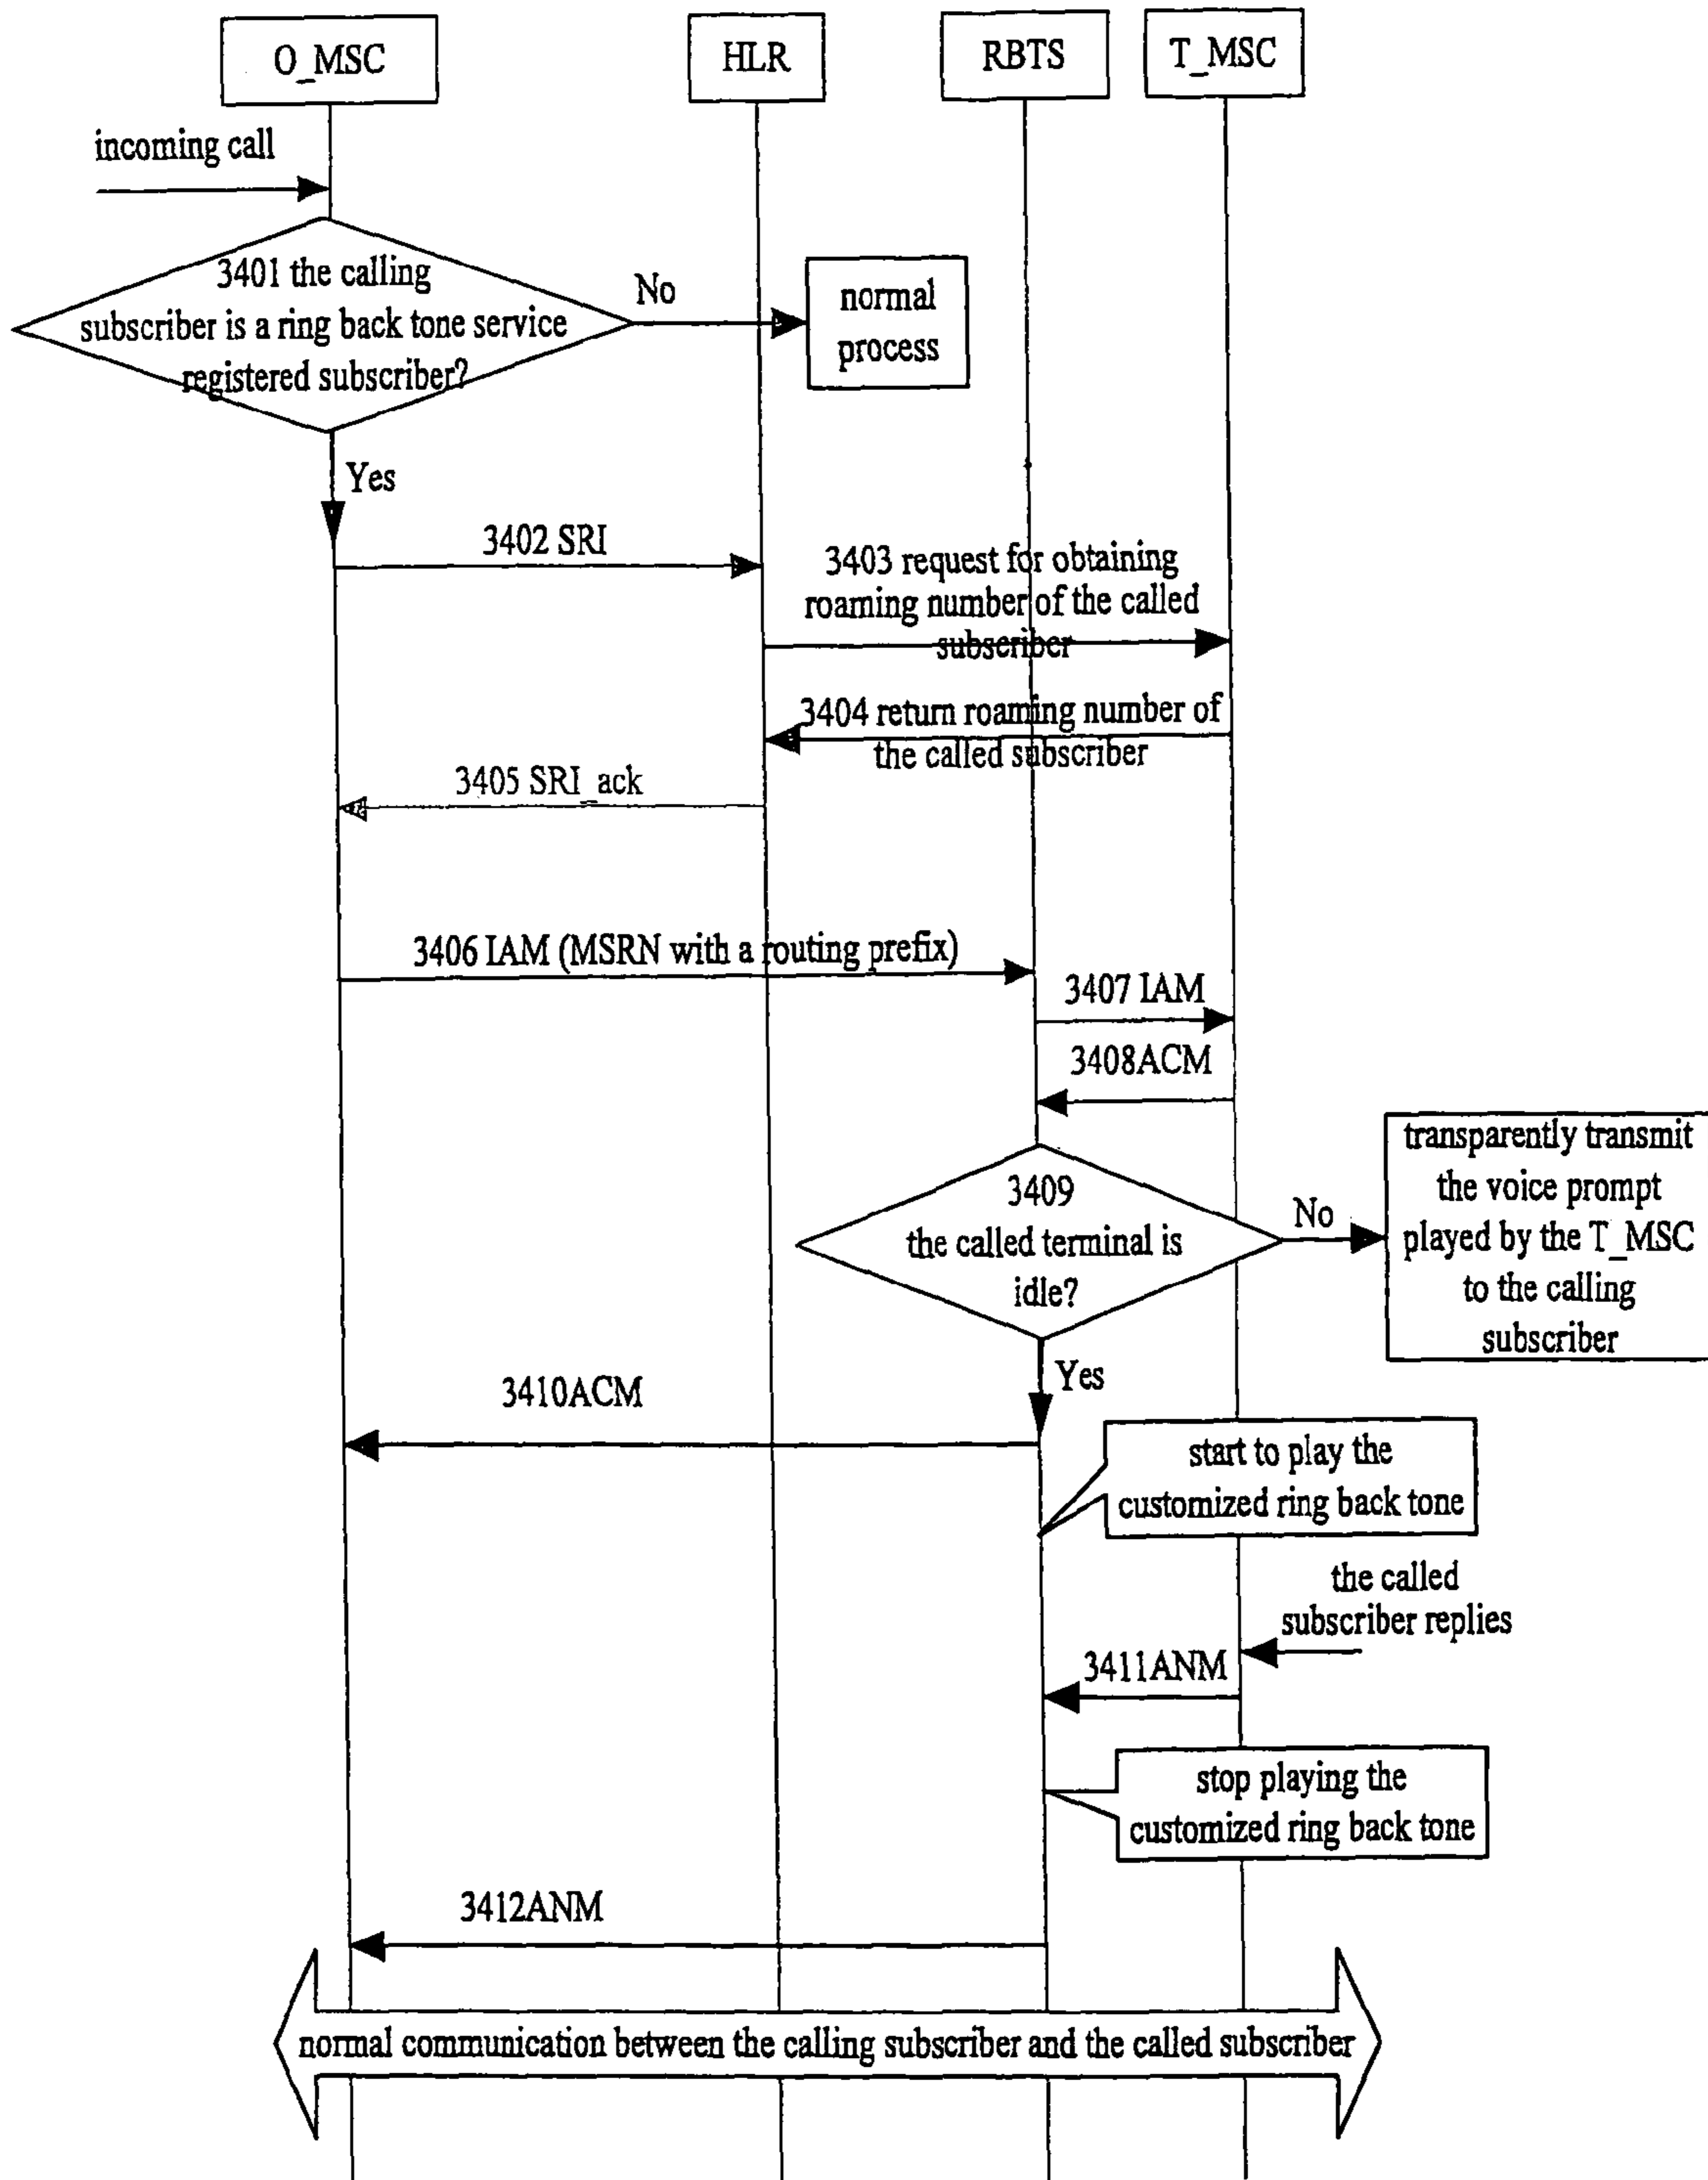 O_MSC
HLR
RBTS
T_MSC
incoming call
3401 the calling
subscriber is a ring back tone service
registered subscriber?
No
normal
process
Yes
3402 SRI
3403 request for obtaining
roaming number of the called
subscriber
3404 return roaming number of
the called subscriber
3405 SRI_ack
3406 IAM (MSRN with a routing prefix)
3407 IAM
3408ACM
3409
the called terminal is
idle?
No
transparently transmit
the voice prompt
played by the T_MSC
to the calling
subscriber
Yes
3410ACM
start to play the
customized ring back tone
the called
subscriber replies
3411ANM
stop playing the
customized ring back tone
3412ANM
normal communication between the calling subscriber and the called subscriber